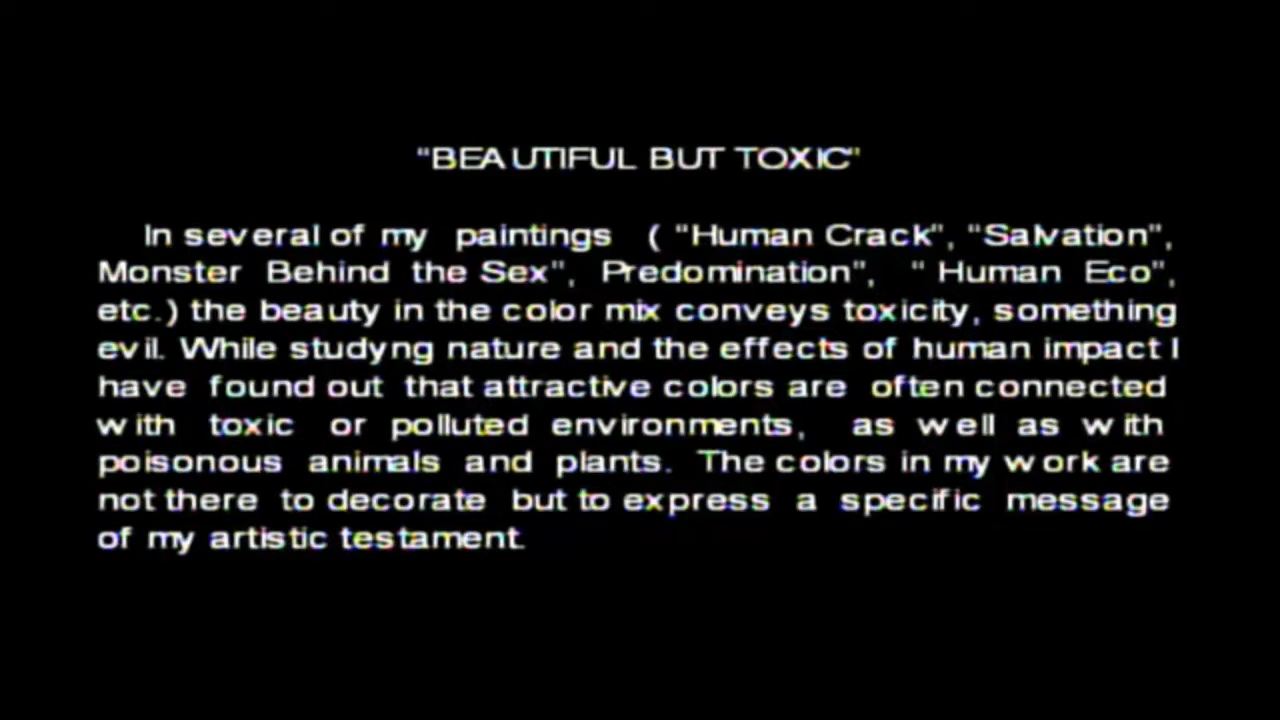 "BEAUTIFUL BUT TOXIC"
In several of my paintings ( "Human Crack", "Salvation",
Monster Behind the Sex", Predomination", " Human Eco",
etc.) the beauty in the color mix conveys toxicity, something
evil. While studyng nature and the effects of human impact I
have found out that attractive colors are often connected
with toxic or polluted environments, as well as with
poisonous animals and plants. The colors in my work are
not there to decorate but to express a specific message
of my artistic testament.